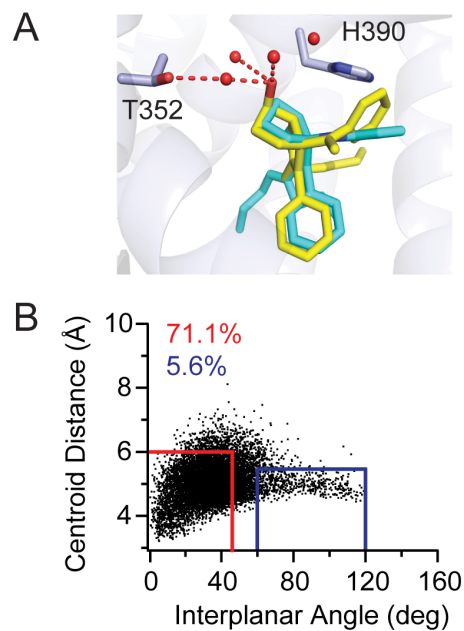 A
H390
T352
B
71.1%
5.6%
Centroid Distance (Å)
10
8
6
4
0 40 80 120 160
Interplanar Angle (deg)